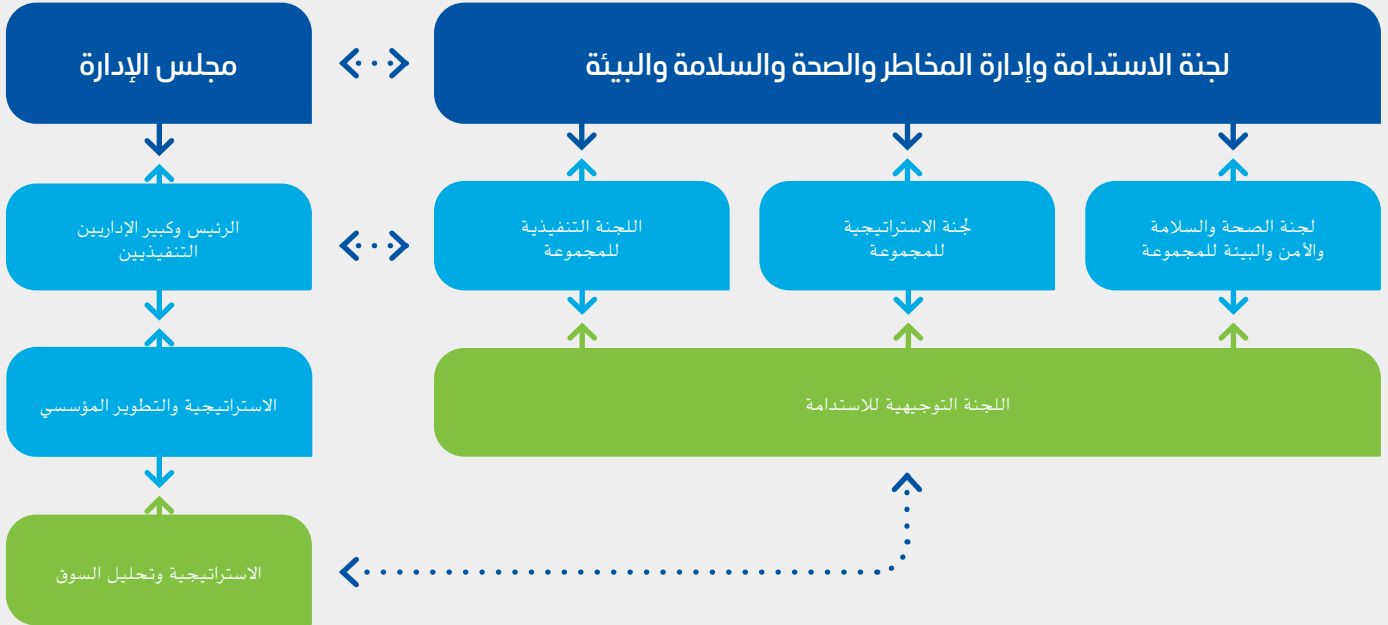 لجنة الاستدامة وإدارة المخاطر والصحة والسلامة والبيئة
مجلس الإدارة
لجنة الصحة والسلامة
والأمن والبيئة للمجموعة
لجنة الاستراتيجية
للمجموعة
اللجنة التنفيذية
للمجموعة
الرئيس وكبير الإداريين
التنفيذيين
اللجنة التوجيهية للاستدامة
الاستراتيجية والتطوير المؤسسي
الاستراتيجية وتحليل السوق